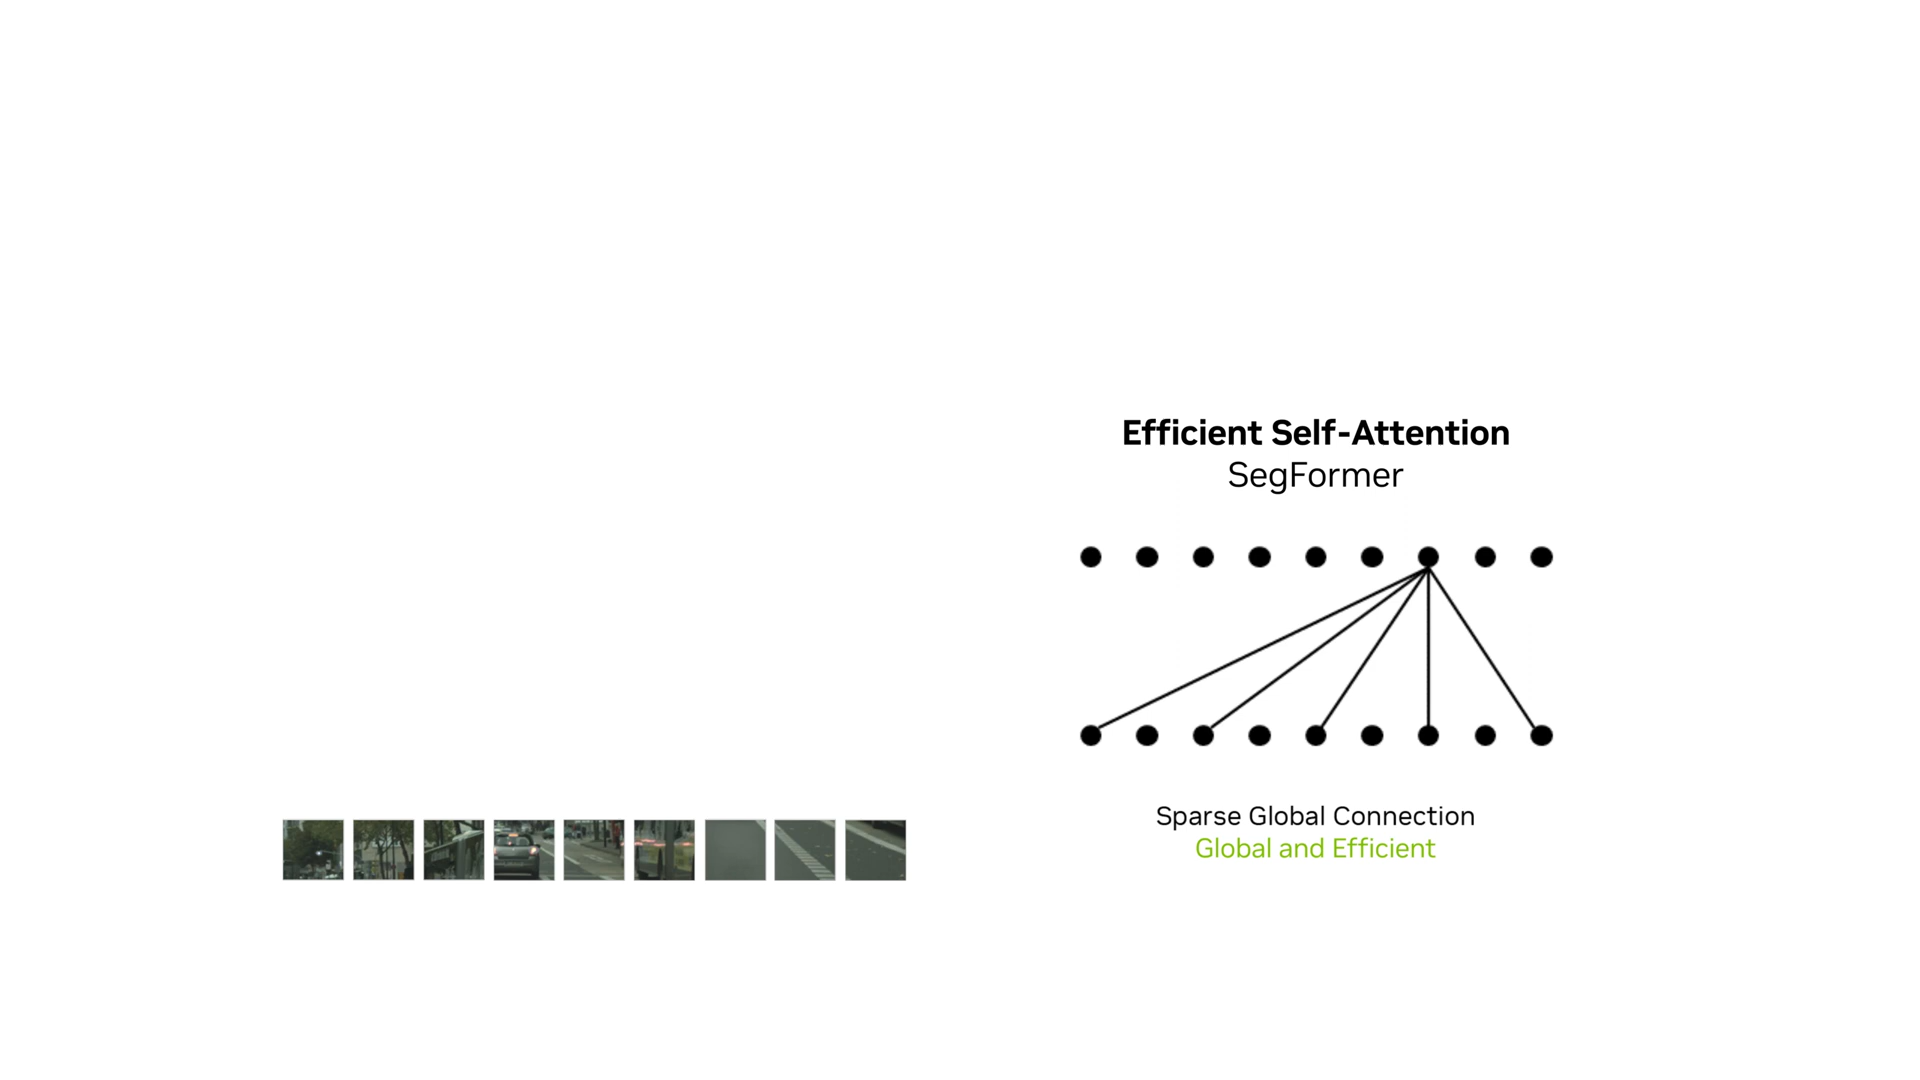 Efficient Self-Attention
SegFormer
Sparse Global Connection
Global and Efficient